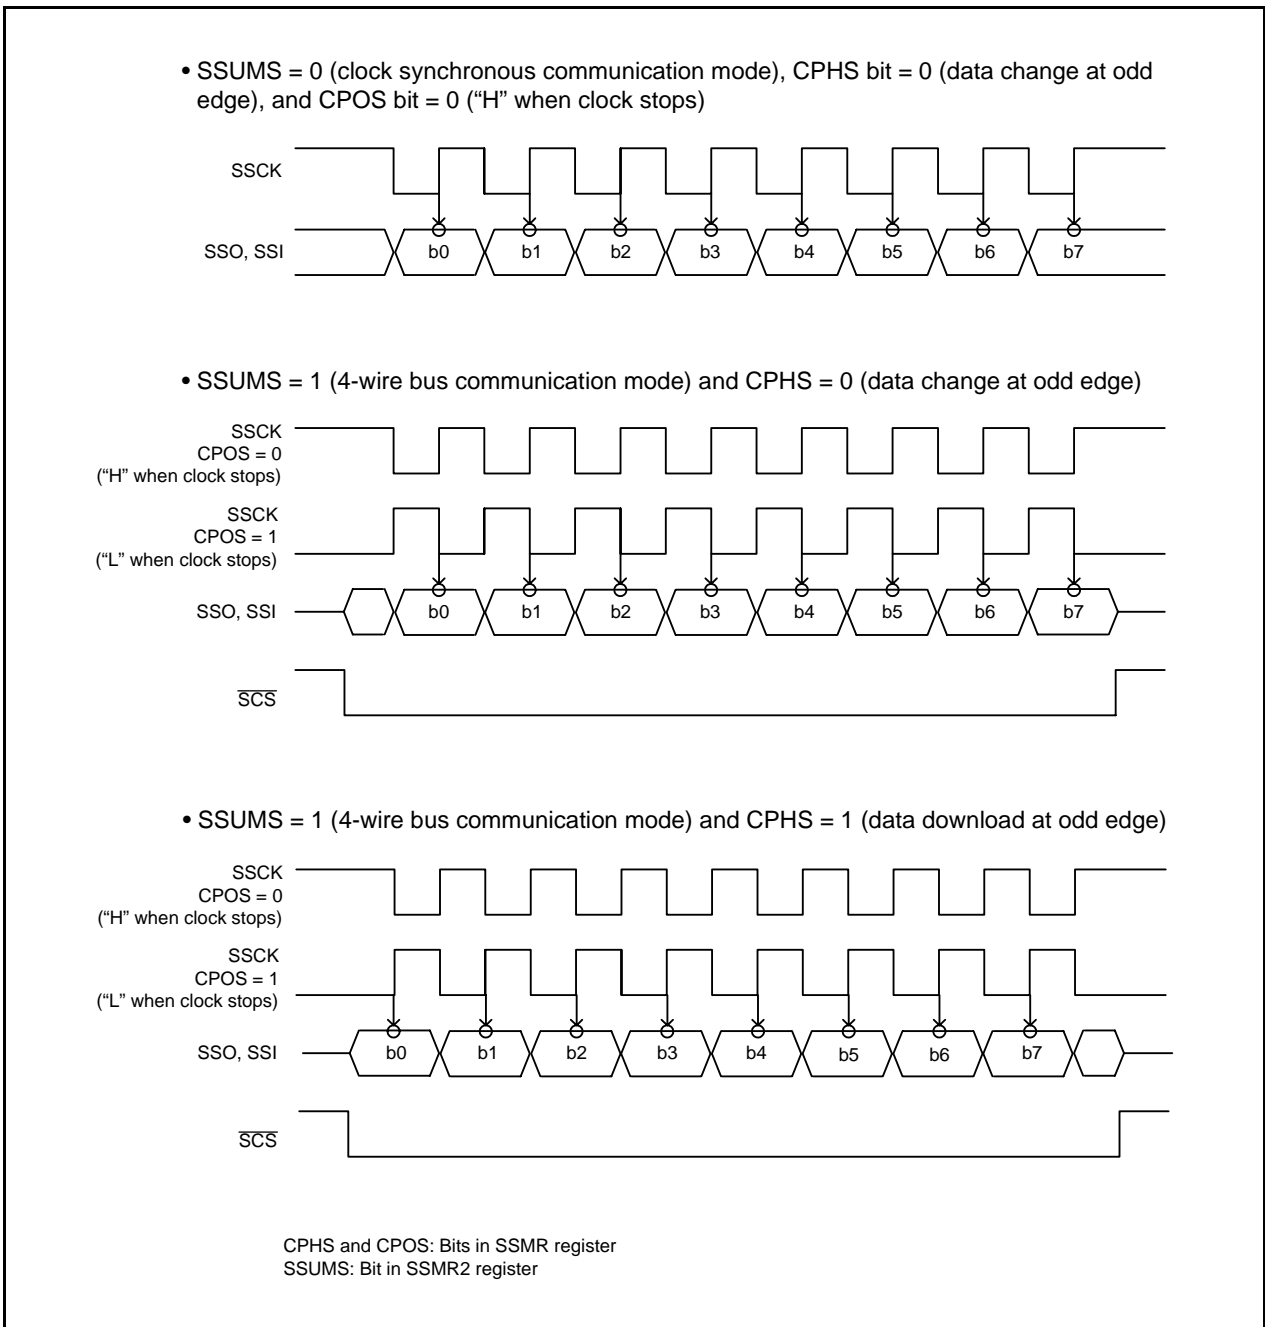 • SSUMS = 0 (clock synchronous communication mode), CPHS bit = 0 (data change at odd
edge), and CPOS bit = 0 (“H” when clock stops)
SSCK
SSO, SSI
b0 b1 b2 b3 b4 b5 b6 b7
• SSUMS = 1 (4-wire bus communication mode) and CPHS = 0 (data change at odd edge)
SSCK
CPOS = 0
(“H” when clock stops)
SSCK
CPOS = 1
(“L” when clock stops)
SSO, SSI
b0 b1 b2 b3 b4 b5 b6 b7
SCS
• SSUMS = 1 (4-wire bus communication mode) and CPHS = 1 (data download at odd edge)
SSCK
CPOS = 0
(“H” when clock stops)
SSCK
CPOS = 1
(“L” when clock stops)
SSO, SSI
b0 b1 b2 b3 b4 b5 b6 b7
SCS
CPHS and CPOS: Bits in SSMR register
SSUMS: Bit in SSMR2 register